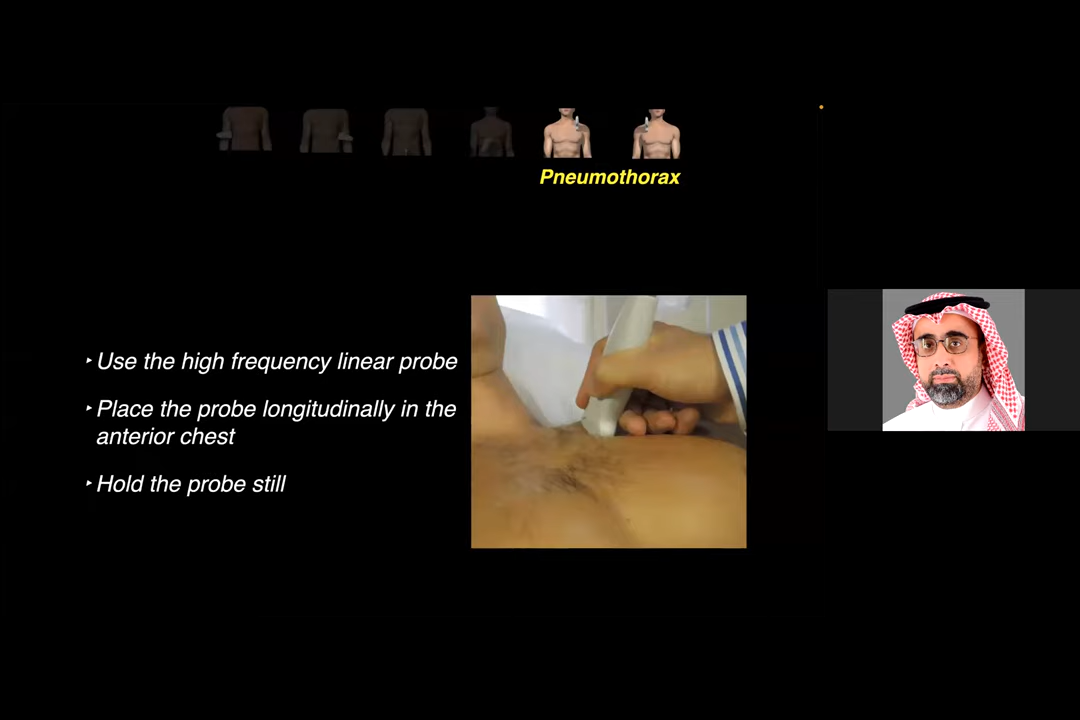 Pneumothorax
‣ Use the high frequency linear probe
‣ Place the probe longitudinally in the
anterior chest
‣ Hold the probe still